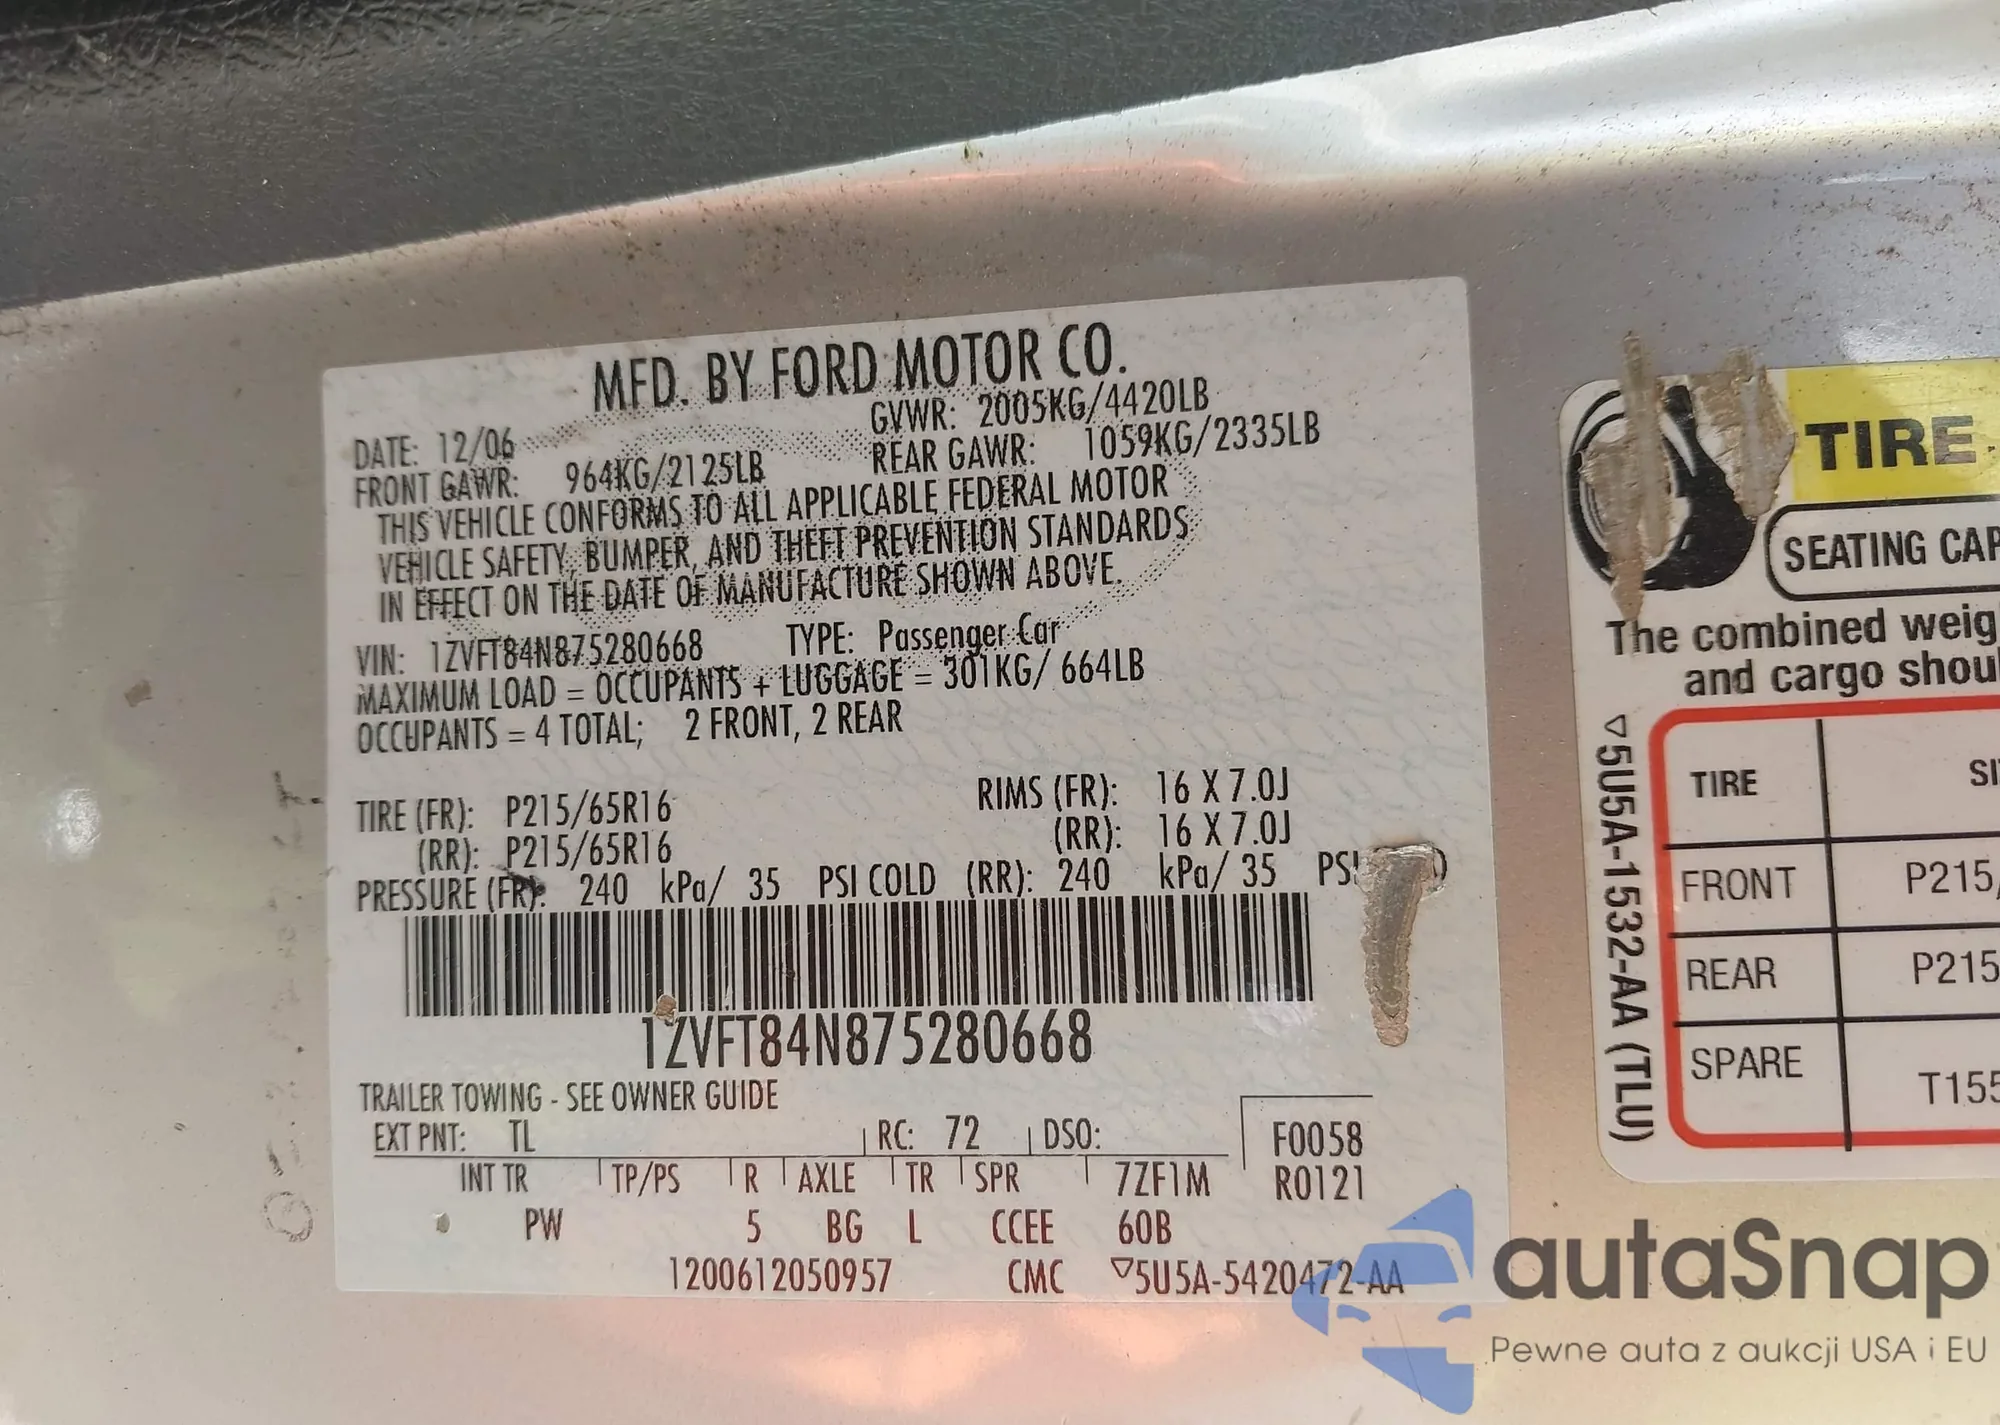 MFD. BY FORD MOTOR CO.
DATE: 12/06 GVWR: 2005KG/4420LB
FRONT GAWR: 964KG/2125LB REAR GAWR: 1059KG/2335LB
THIS VEHICLE CONFORMS TO ALL APPLICABLE FEDERAL MOTOR
VEHICLE SAFETY, BUMPER, AND THEFT PREVENTION STANDARDS
IN EFFECT ON THE DATE OF MANUFACTURE SHOWN ABOVE.
VIN: 1ZVFT84N875280668 TYPE: Passenger Car
MAXIMUM LOAD = OCCUPANTS + LUGGAGE = 301KG/ 664LB
OCCUPANTS = 4 TOTAL; 2 FRONT, 2 REAR
TIRE (FR): P215/65R16 RIMS (FR): 16 X 7.0J
(RR): P215/65R16 (RR): 16 X 7.0J
PRESSURE (FR): 240 kPa/ 35 PSI COLD (RR): 240 kPa/ 35 PSI
1ZVFT84N875280668
TRAILER TOWING - SEE OWNER GUIDE
EXT PNT: TL RC: 72 DSO: F0058
INT TR TP/PS R AXLE TR SPR 7ZF1M R0121
PW 5 BG L CCEE 60B
1200612050957 CMC ▽5U5A-5420472-AA
TIRE
SEATING CAP
The combined weig
and cargo shou
▽5U5A-1532-AA (TLU)
TIRE SI
FRONT P215/
REAR P215
SPARE T155
autaSnap
Pewne auta z aukcji USA i EU